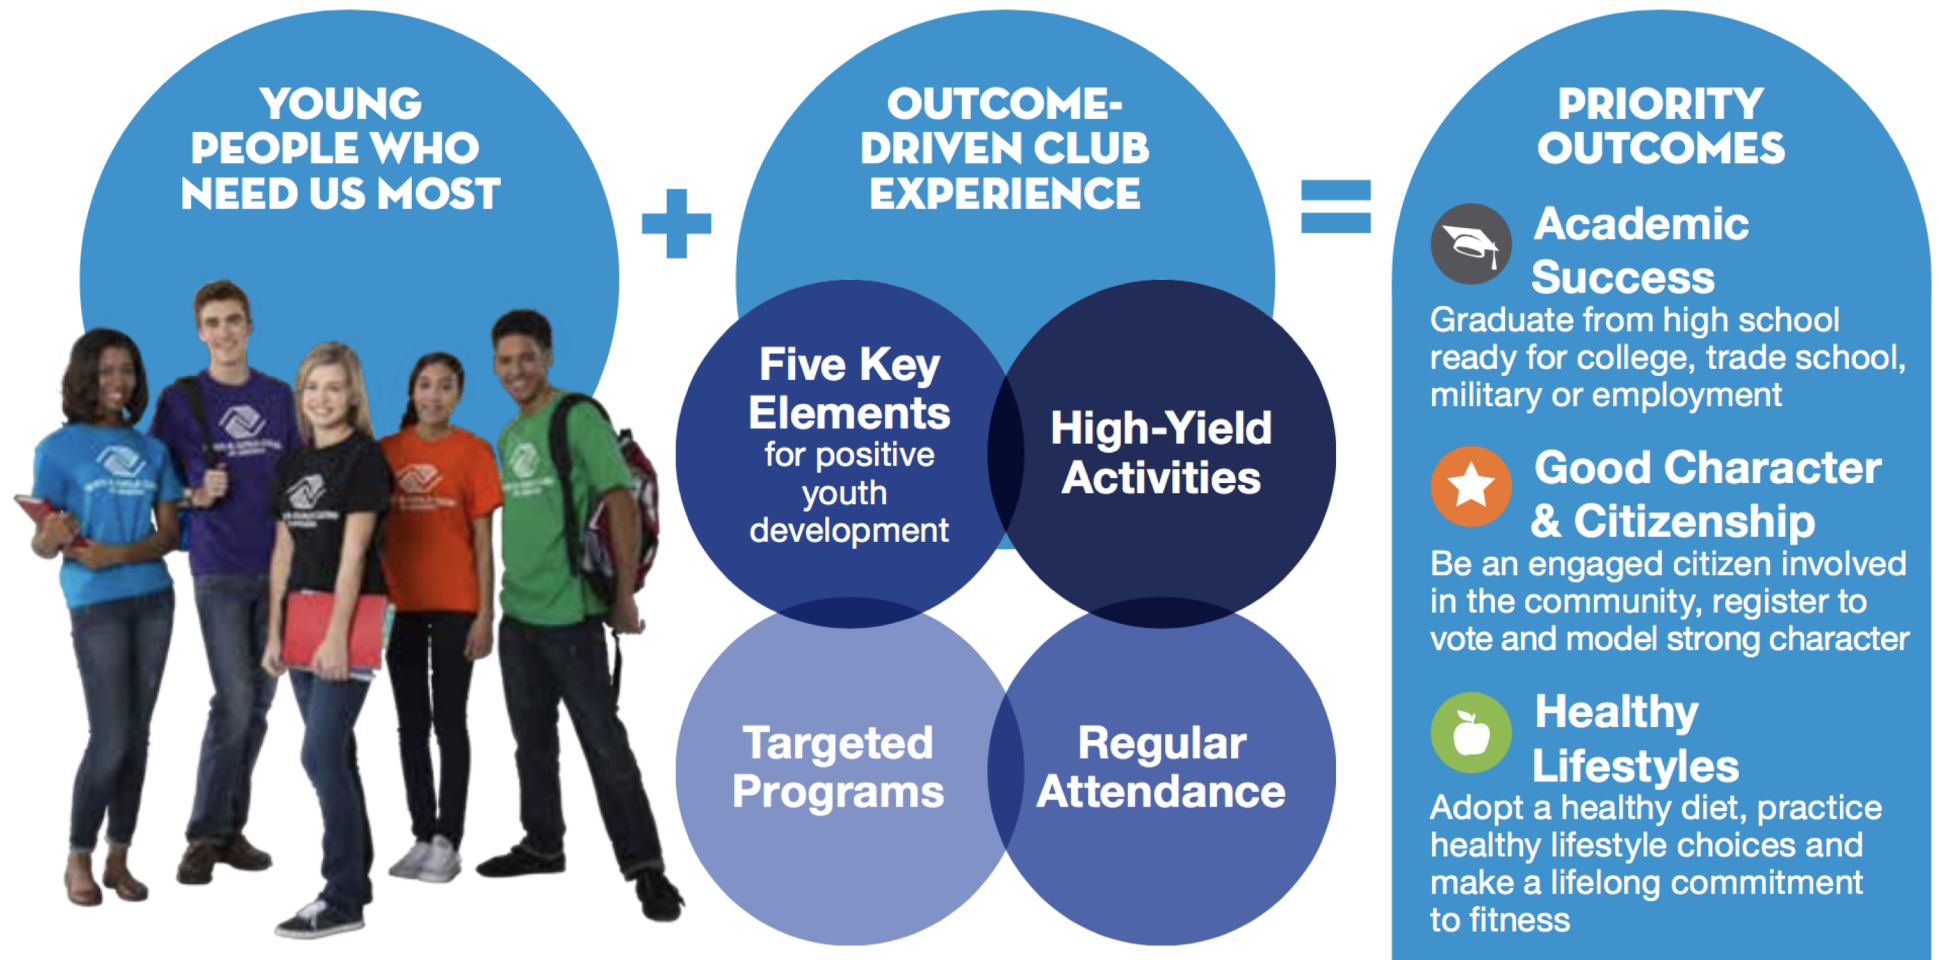 YOUNG
PEOPLE WHO
NEED US MOST
+
OUTCOME-
DRIVEN CLUB
EXPERIENCE
Five Key
Elements
for positive
youth
development
High-Yield
Activities
Targeted
Programs
Regular
Attendance
=
PRIORITY
OUTCOMES
Academic
Success
Graduate from high school
ready for college, trade school,
military or employment
Good Character
& Citizenship
Be an engaged citizen involved
in the community, register to
vote and model strong character
Healthy
Lifestyles
Adopt a healthy diet, practice
healthy lifestyle choices and
make a lifelong commitment
to fitness